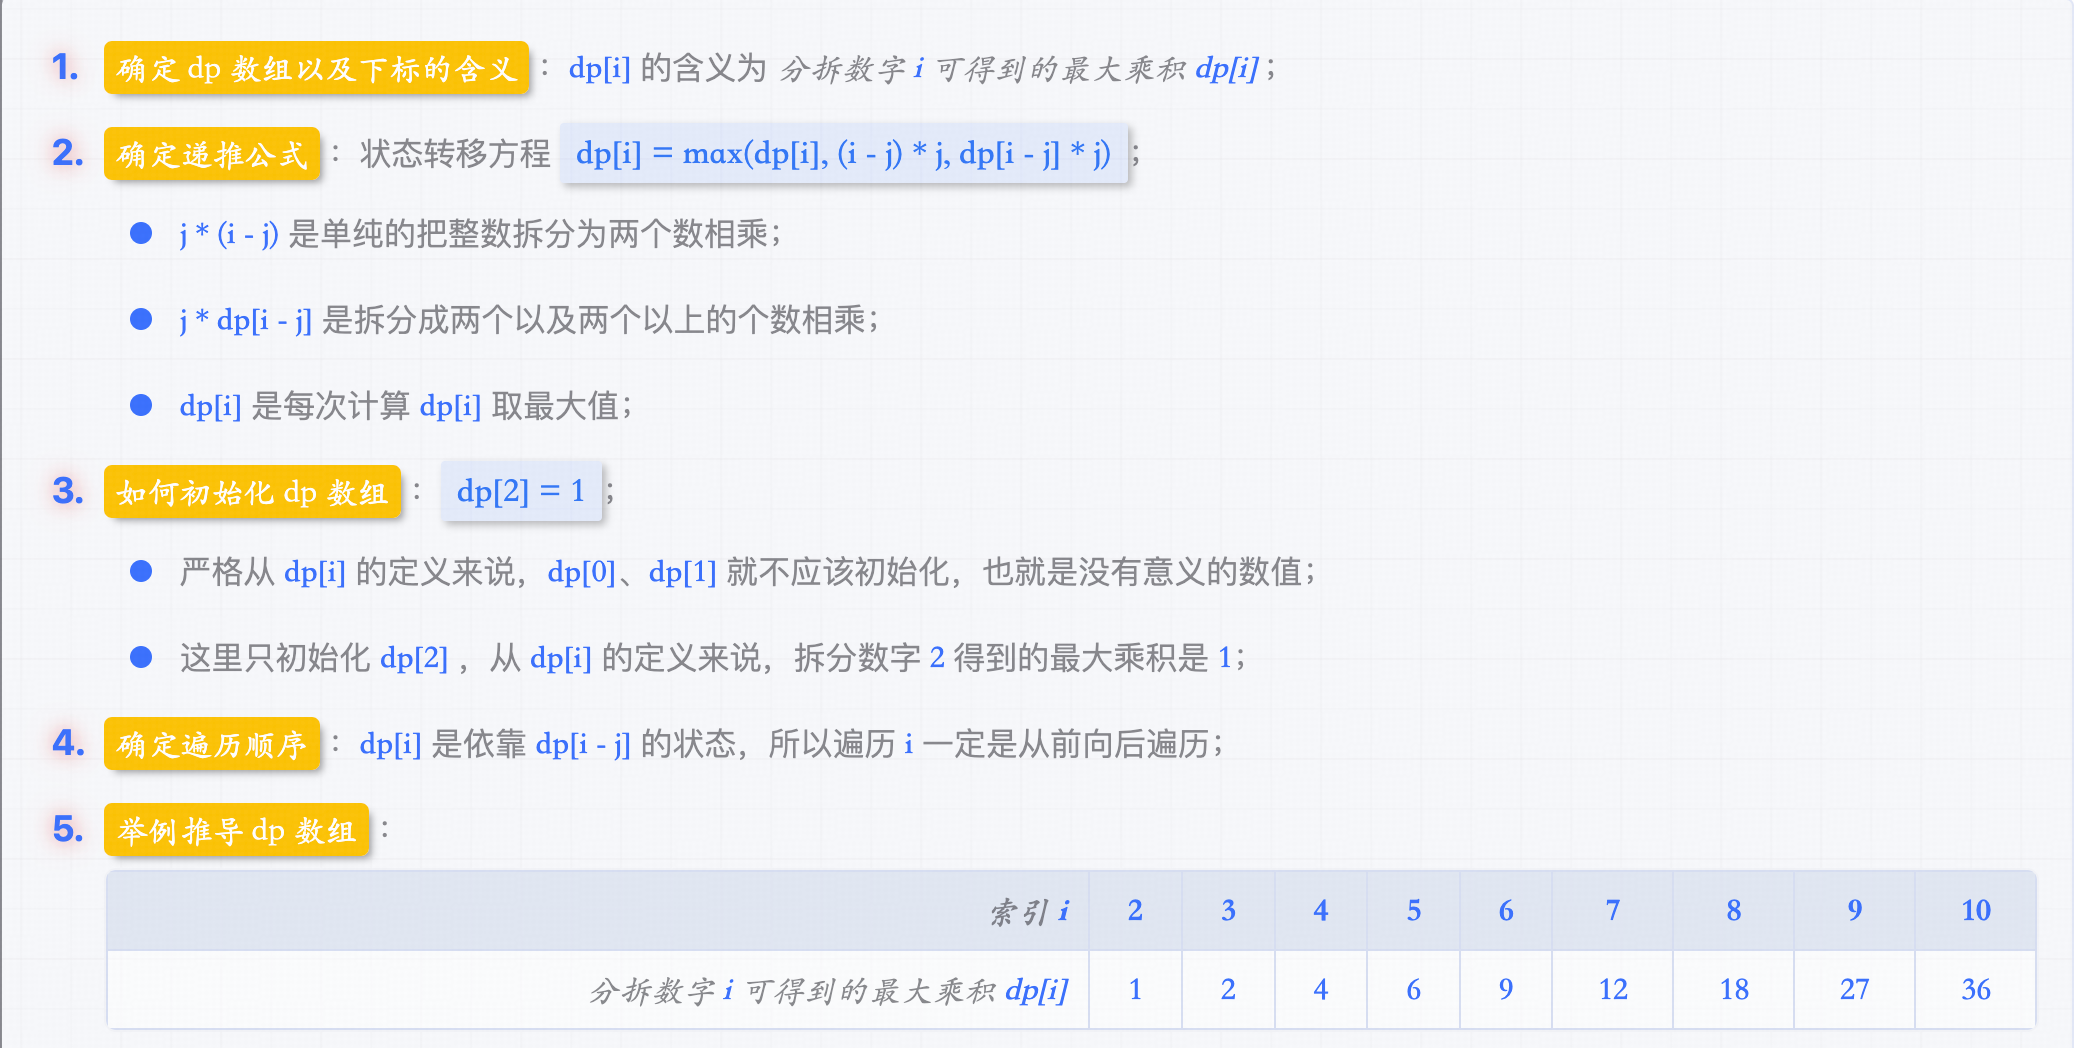 1. 确定 dp 数组以及下标的含义 ：dp[i] 的含义为 分拆数字 i 可得到的最大乘积 dp[i]；
2. 确定递推公式 ：状态转移方程 dp[i] = max(dp[i], (i - j) * j, dp[i - j] * j)；
j * (i - j) 是单纯的把整数拆分为两个数相乘；
j * dp[i - j] 是拆分成两个以及两个以上的个数相乘；
dp[i] 是每次计算 dp[i] 取最大值；
3. 如何初始化 dp 数组 ： dp[2] = 1；
严格从 dp[i] 的定义来说，dp[0]、dp[1] 就不应该初始化，也就是没有意义的数值；
这里只初始化 dp[2] ，从 dp[i] 的定义来说，拆分数字 2 得到的最大乘积是 1；
4. 确定遍历顺序 ：dp[i] 是依靠 dp[i - j] 的状态，所以遍历 i 一定是从前向后遍历；
5. 举例推导 dp 数组 ：
索引 i 2 3 4 5 6 7 8 9 10
分拆数字 i 可得到的最大乘积 dp[i] 1 2 4 6 9 12 18 27 36